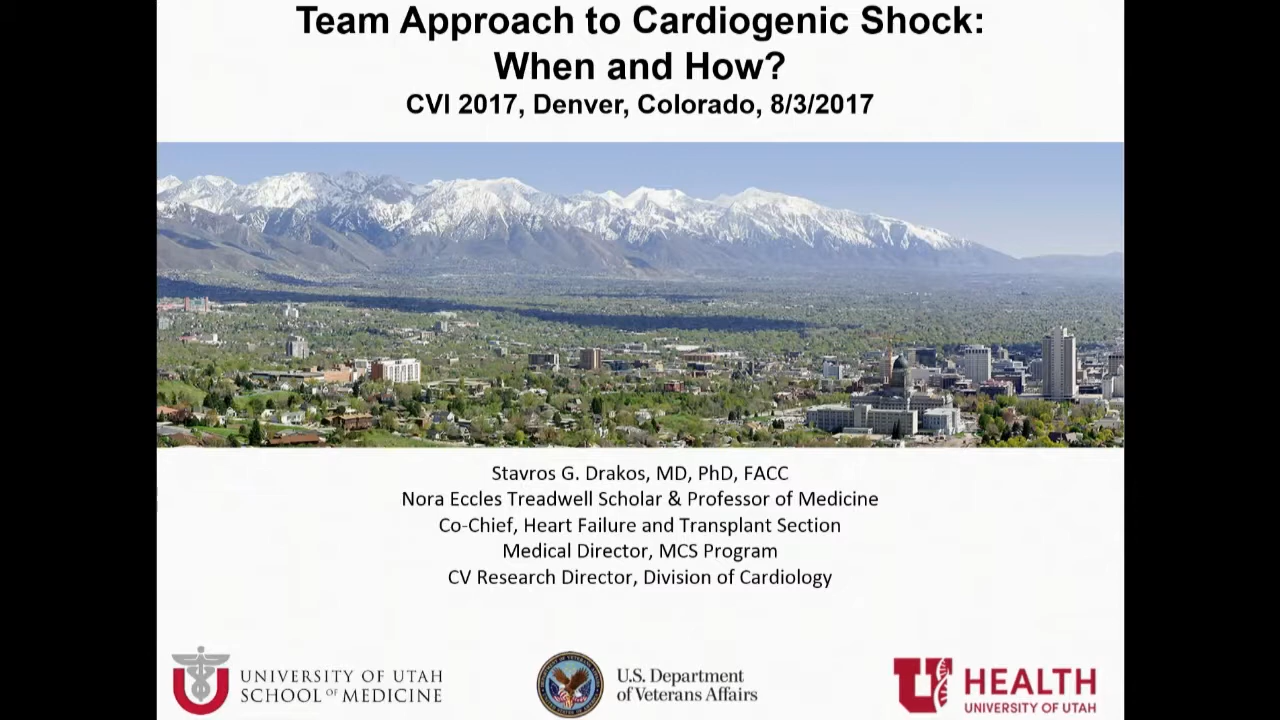 Team Approach to Cardiogenic Shock:
When and How?
CVI 2017, Denver, Colorado, 8/3/2017
Stavros G. Drakos, MD, PhD, FACC
Nora Eccles Treadwell Scholar & Professor of Medicine
Co-Chief, Heart Failure and Transplant Section
Medical Director, MCS Program
CV Research Director, Division of Cardiology
UNIVERSITY OF UTAH
SCHOOL OF MEDICINE
U.S. Department
of Veterans Affairs
U HEALTH
UNIVERSITY OF UTAH